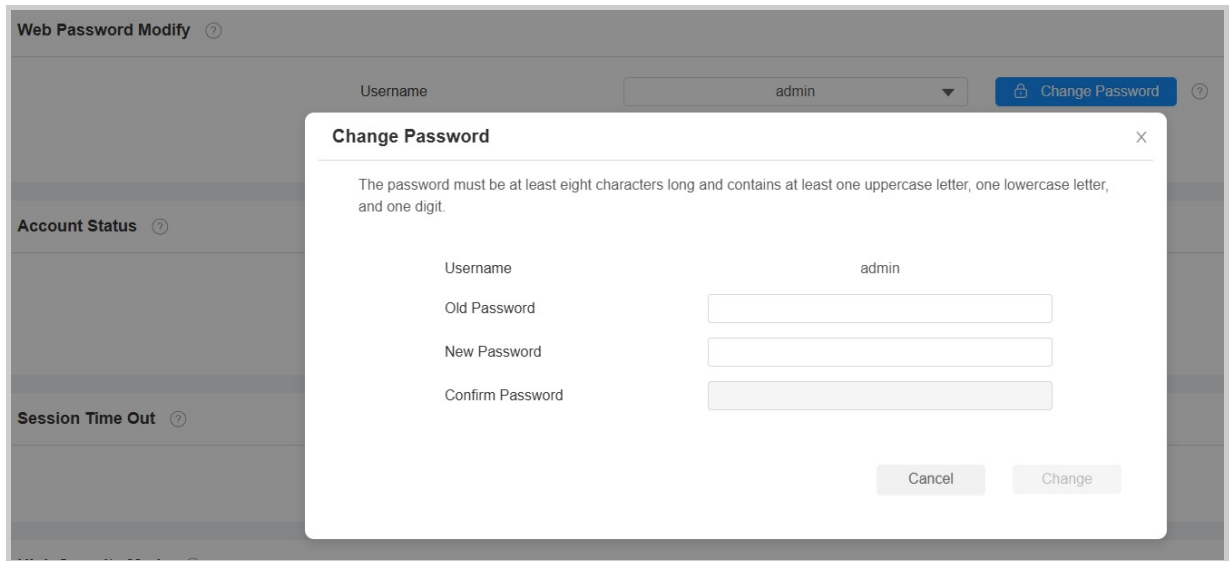 Web Password Modify ?
Username admin Change Password ?
Change Password X
The password must be at least eight characters long and contains at least one uppercase letter, one lowercase letter,
and one digit.
Account Status ?
Username admin
Old Password
New Password
Confirm Password
Session Time Out ?
Cancel Change